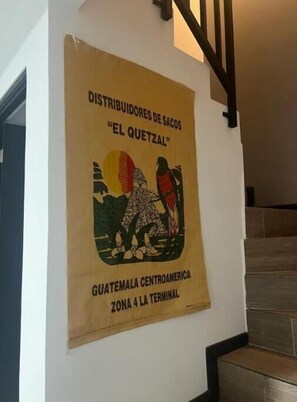 DISTRIBUIDORES DE SACOS
"EL QUETZAL"
GUATEMALA CENTROAMERICA
ZONA 4 LA TERMINAL